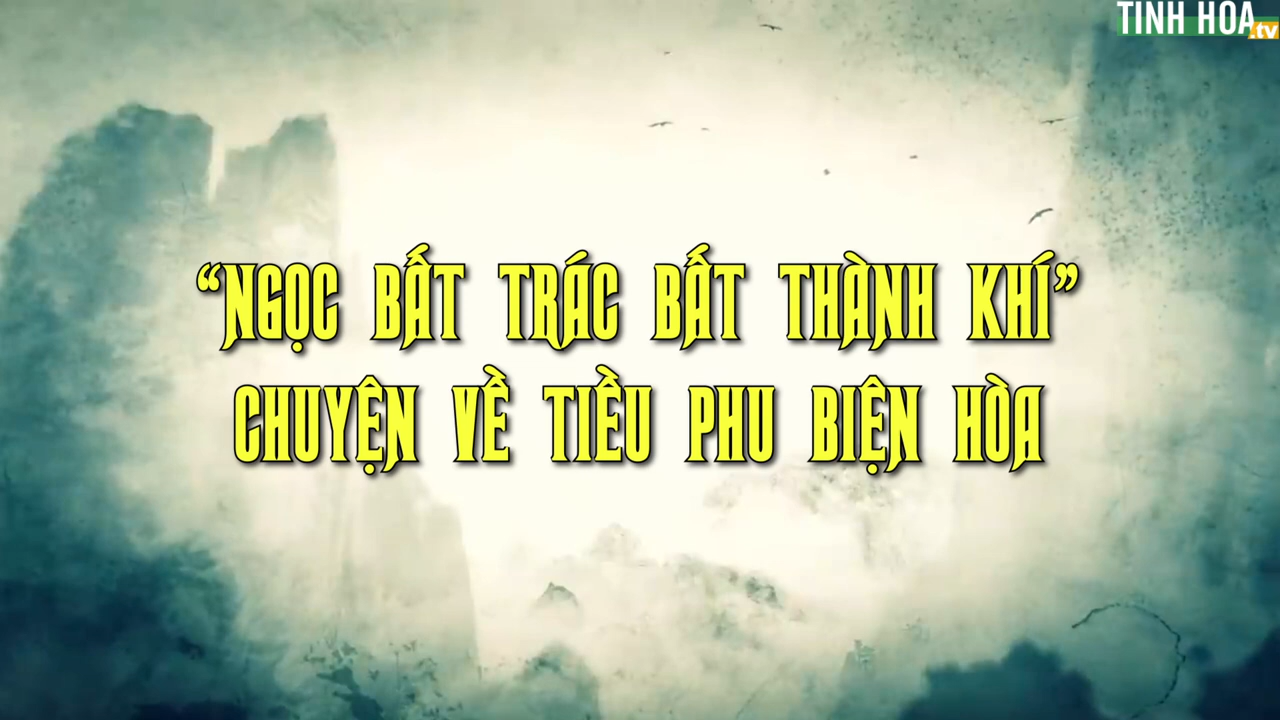 TINH HOA
.tv
“NGỌC BẤT TRÁC BẤT THÀNH KHÍ”
CHUYỆN VỀ TIỀU PHU BIỆN HÒA